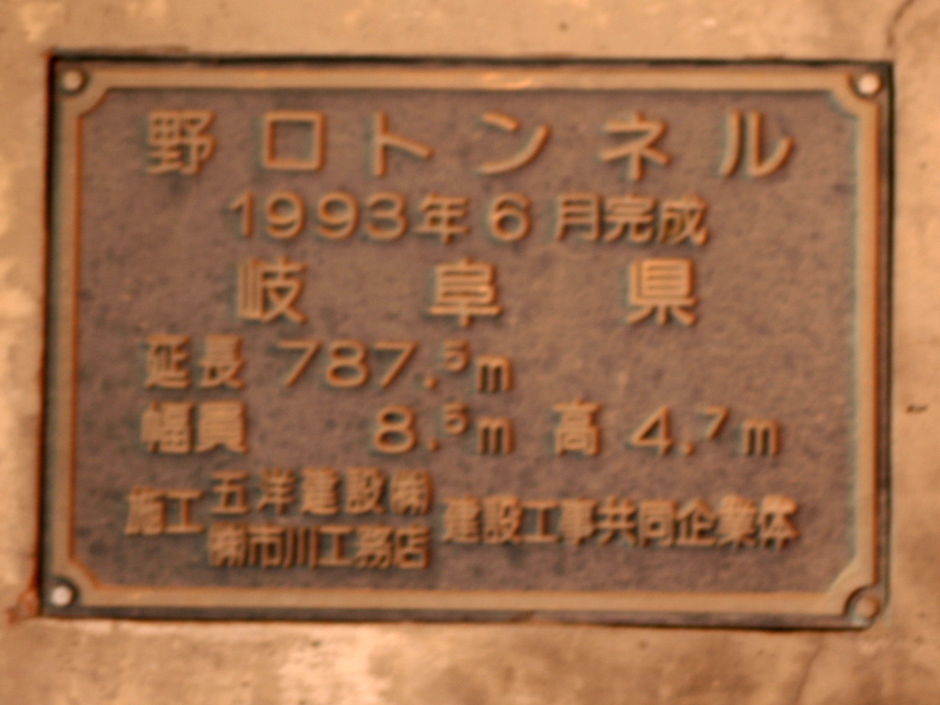 野口トンネル
1993年6月完成
岐阜県
延長 787.5m
幅員 8.5m 高 4.7m
施工 五洋建設㈱
㈱市川工務店
建設工事共同企業体